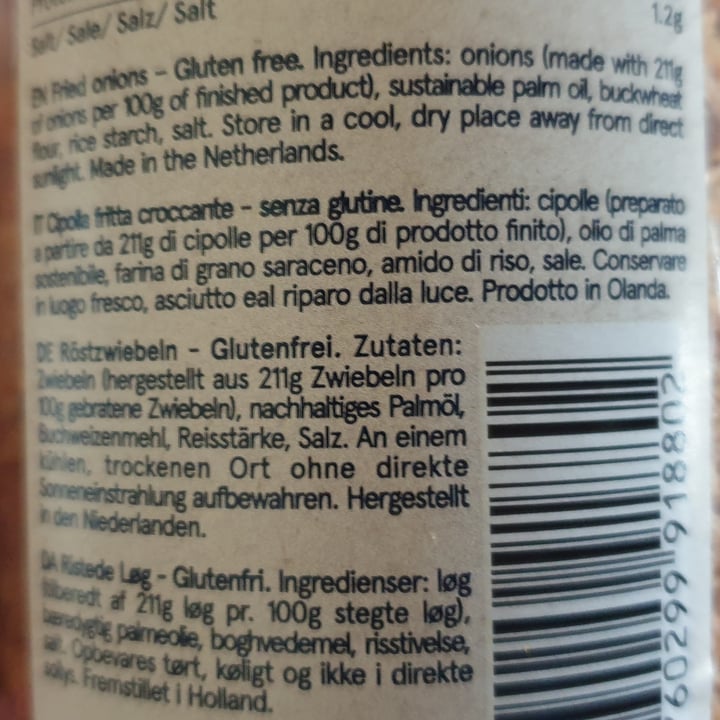 Salt/ Sale/ Salz/ Salt
1.2g
EN Fried onions – Gluten free. Ingredients: onions (made with 211g
of onions per 100g of finished product), sustainable palm oil, buckwheat
flour, rice starch, salt. Store in a cool, dry place away from direct
sunlight. Made in the Netherlands.
IT Cipolla fritta croccante – senza glutine. Ingredienti: cipolle (preparato
a partire da 211g di cipolle per 100g di prodotto finito), olio di palma
sostenibile, farina di grano saraceno, amido di riso, sale. Conservare
in luogo fresco, asciutto eal riparo dalla luce. Prodotto in Olanda.
DE Röstzwiebeln – Glutenfrei. Zutaten:
Zwiebeln (hergestellt aus 211g Zwiebeln pro
100g gebratene Zwiebeln), nachhaltiges Palmöl,
Buchweizenmehl, Reisstärke, Salz. An einem
kühlen, trockenen Ort ohne direkte
Sonneneinstrahlung aufbewahren. Hergestellt
in den Niederlanden.
DA Ristede Løg – Glutenfri. Ingredienser: løg
tilberedt af 211g løg pr. 100g stegte løg),
bæredygtig palmeolie, boghvedemel, risstivelse,
salt. Opbevares tørt, køligt og ikke i direkte
sollys. Fremstillet i Holland.
760299 918802